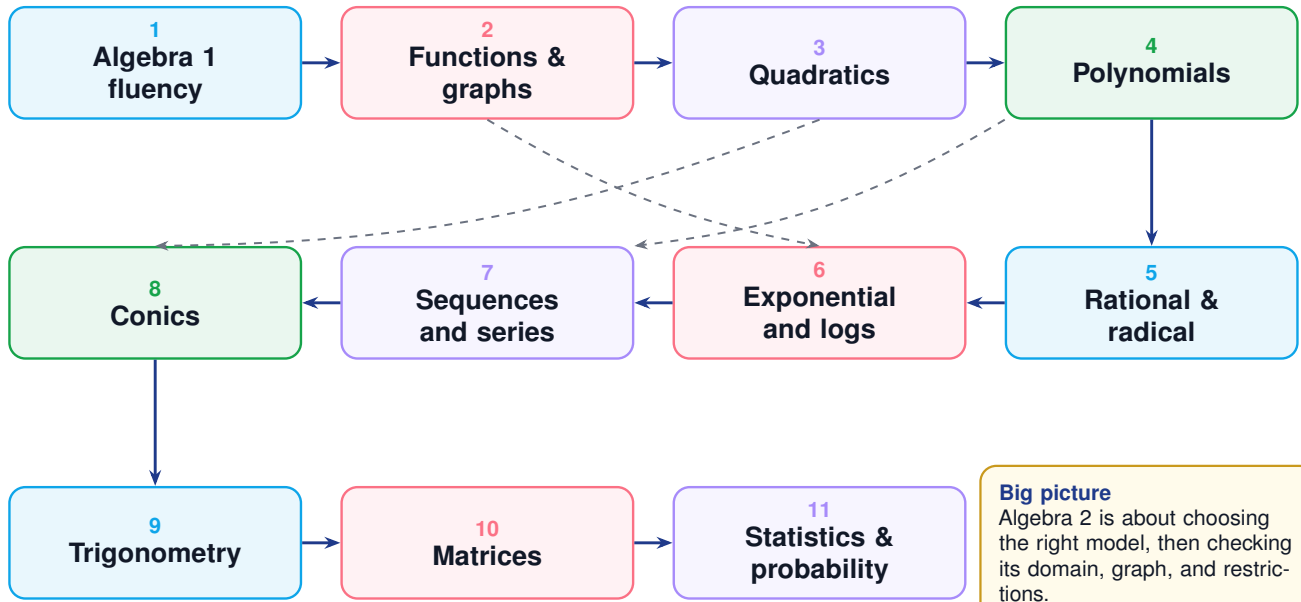 1
Algebra 1
fluency
2
Functions &
graphs
3
Quadratics
4
Polynomials
8
Conics
7
Sequences
and series
6
Exponential
and logs
5
Rational &
radical
9
Trigonometry
10
Matrices
11
Statistics &
probability
Big picture
Algebra 2 is about choosing
the right model, then checking
its domain, graph, and restric-
tions.